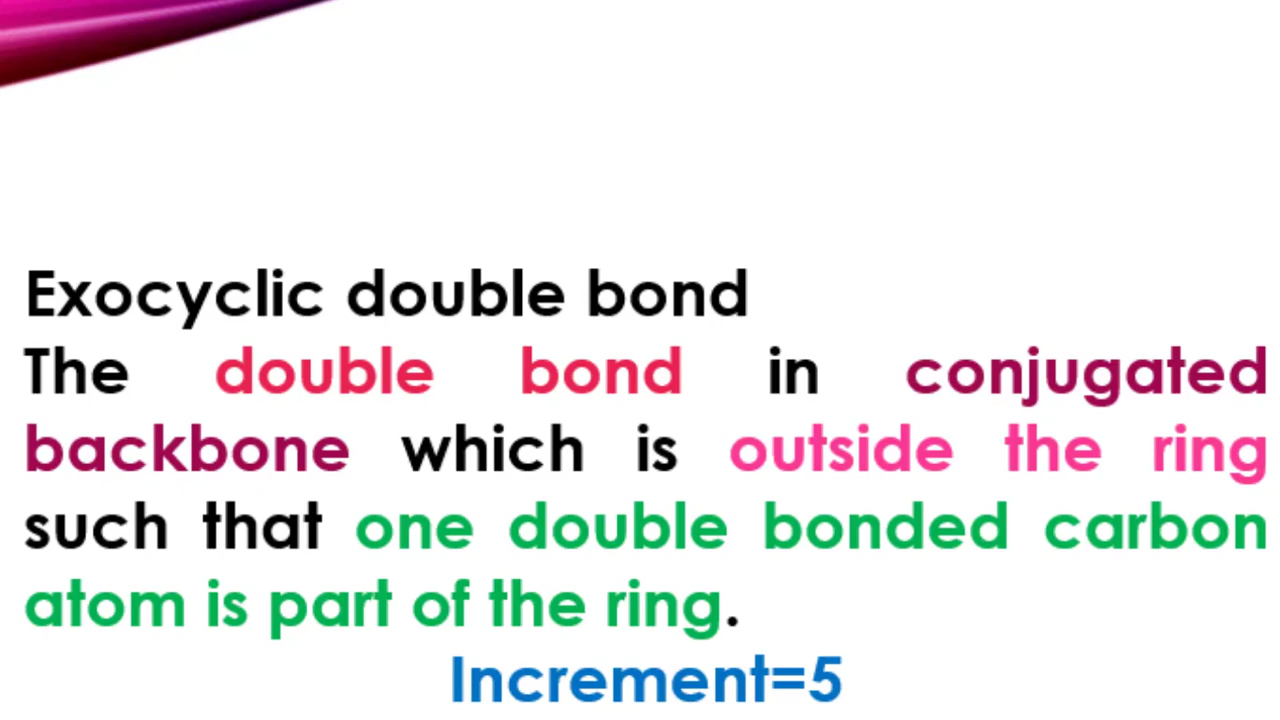 Exocyclic double bond
The double bond in conjugated
backbone which is outside the ring
such that one double bonded carbon
atom is part of the ring.
Increment=5